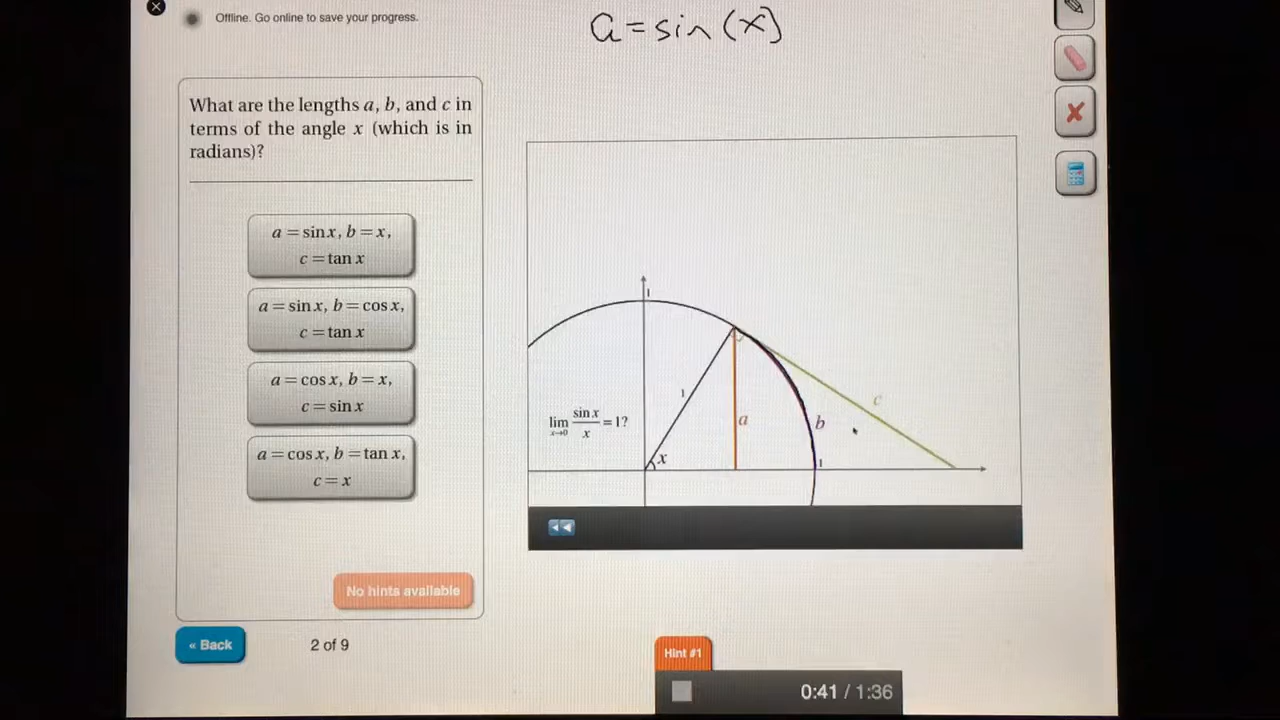 Offline. Go online to save your progress.
a = sin (x)
What are the lengths a, b, and c in
terms of the angle x (which is in
radians)?
a = sin x, b = x,
c = tan x
a = sin x, b = cos x,
c = tan x
a = cos x, b = x,
c = sin x
a = cos x, b = tan x,
c = x
No hints available
« Back
2 of 9
1
1
a
b
c
lim x→0 sin x / x = 1?
x
1
Hint #1
0:41 / 1:36